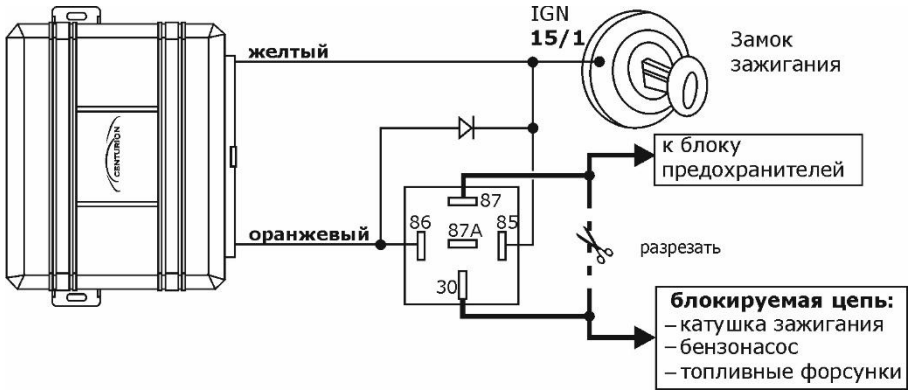 IGN
15/1
Замок
зажигания
желтый
CENTURION
к блоку
предохранителей
87
86
87A
85
оранжевый
разрезать
30
блокируемая цепь:
– катушка зажигания
– бензонасос
– топливные форсунки